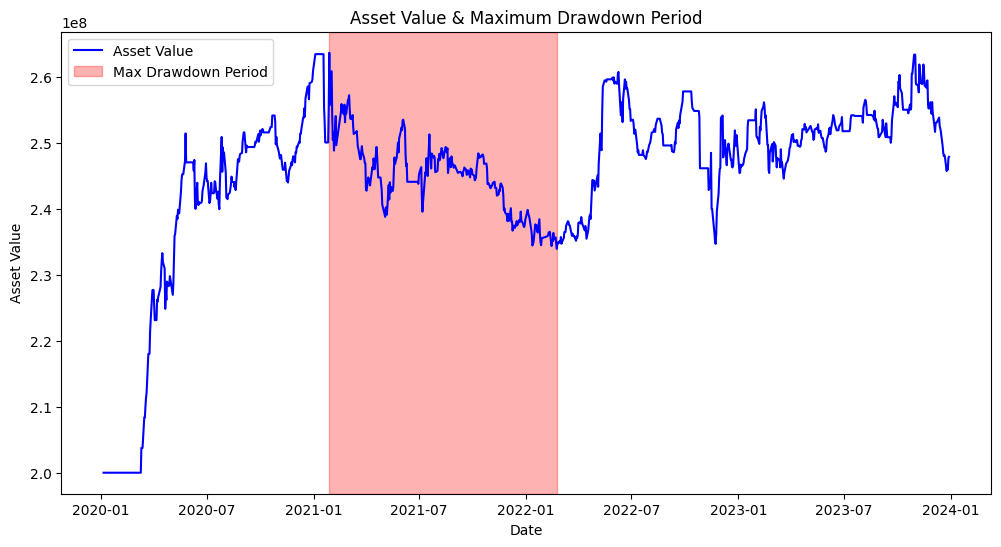 Asset Value & Maximum Drawdown Period
1e8
Asset Value
Max Drawdown Period
2.6
2.5
2.4
2.3
2.2
2.1
2.0
Asset Value
2020-01 2020-07 2021-01 2021-07 2022-01 2022-07 2023-01 2023-07 2024-01
Date